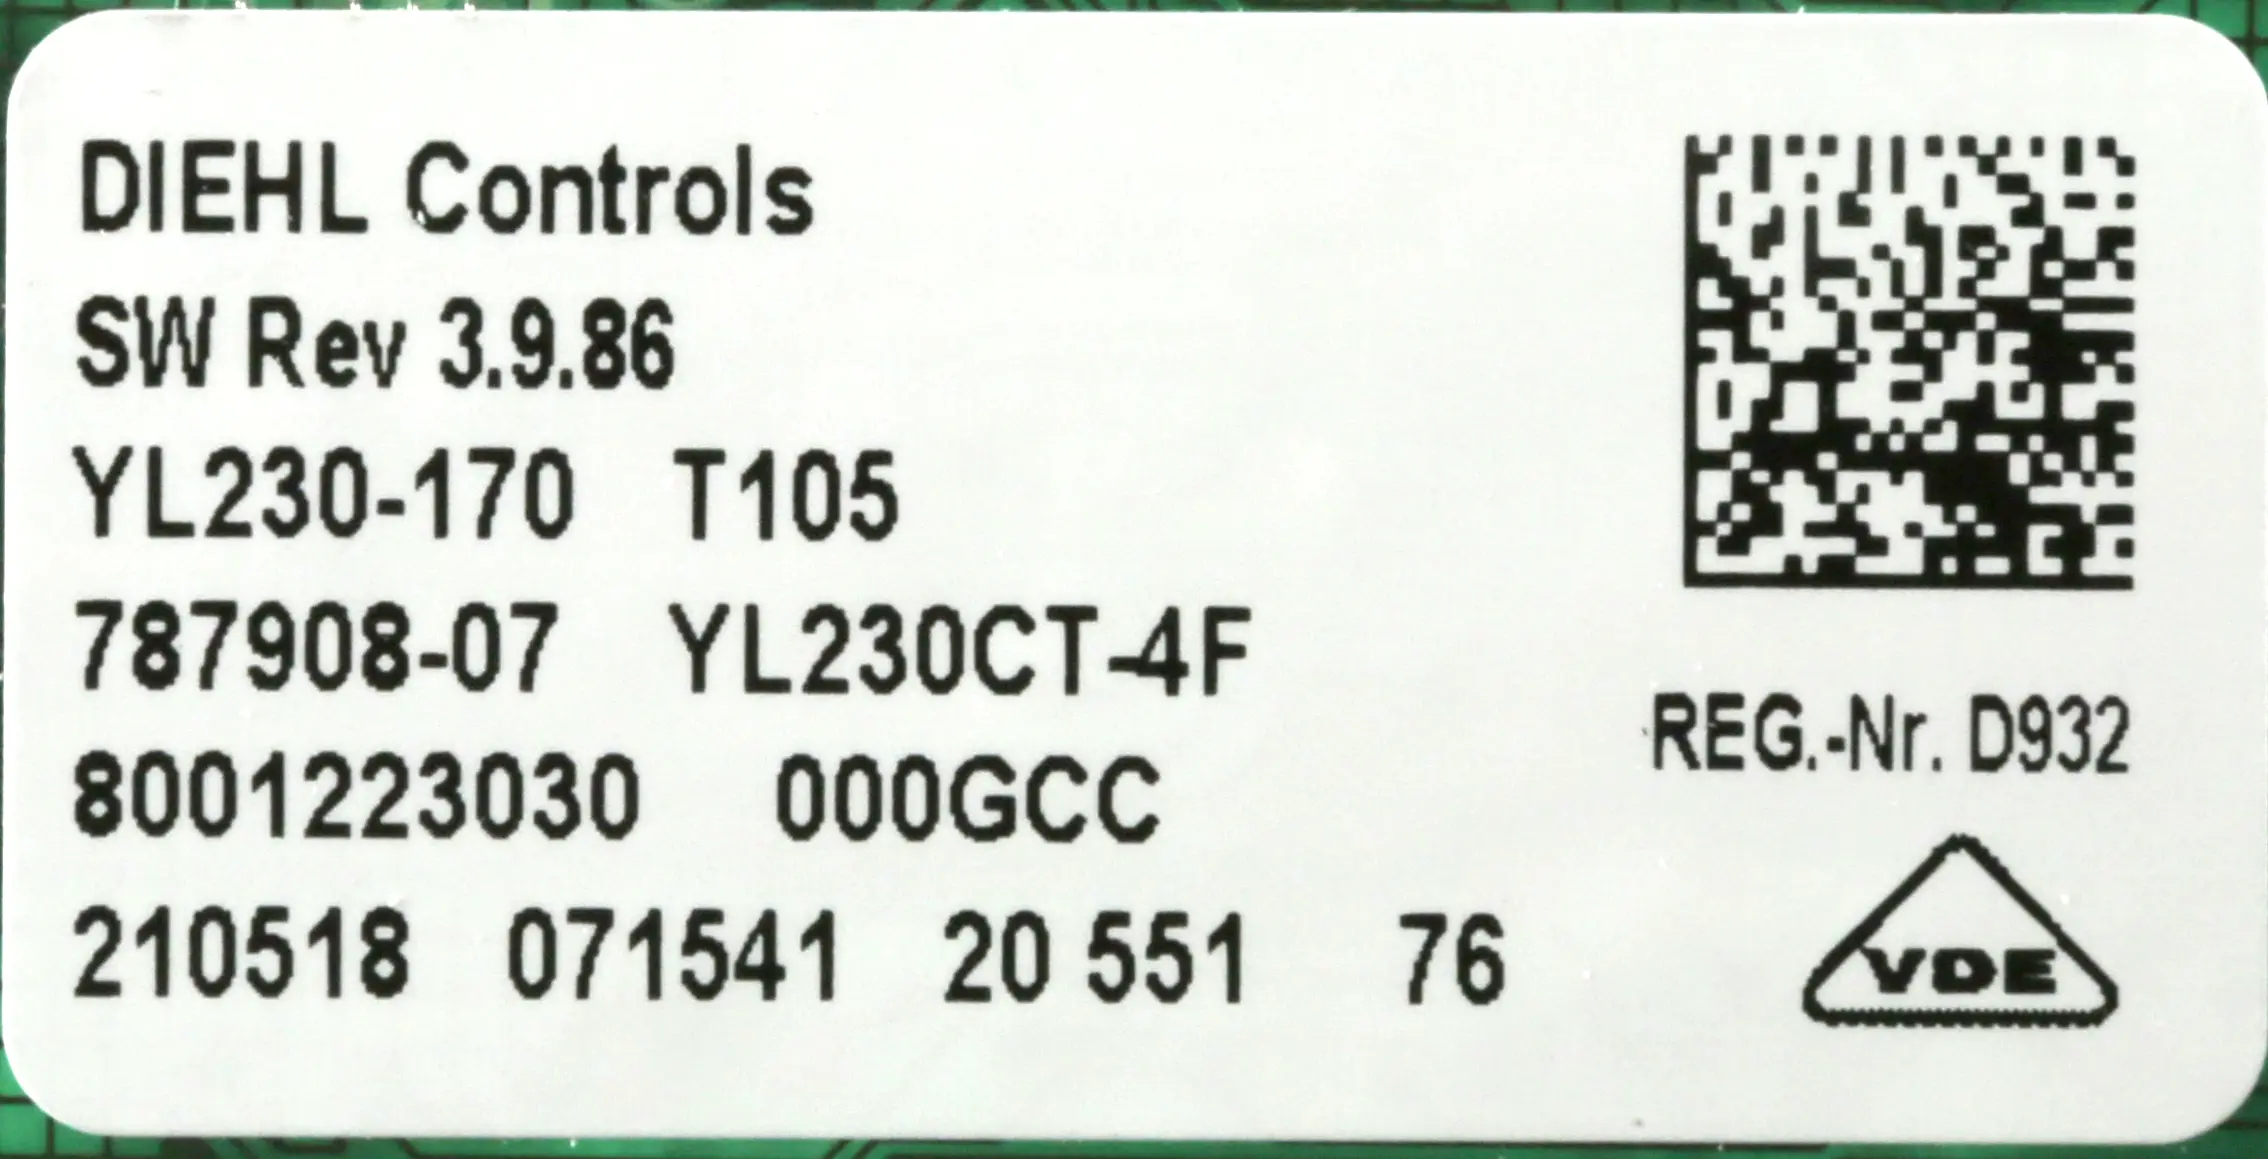 DIEHL Controls
SW Rev 3.9.86
YL230-170 T105
787908-07 YL230CT-4F
8001223030 000GCC
210518 071541 20 551 76
REG.-Nr. D932
VDE